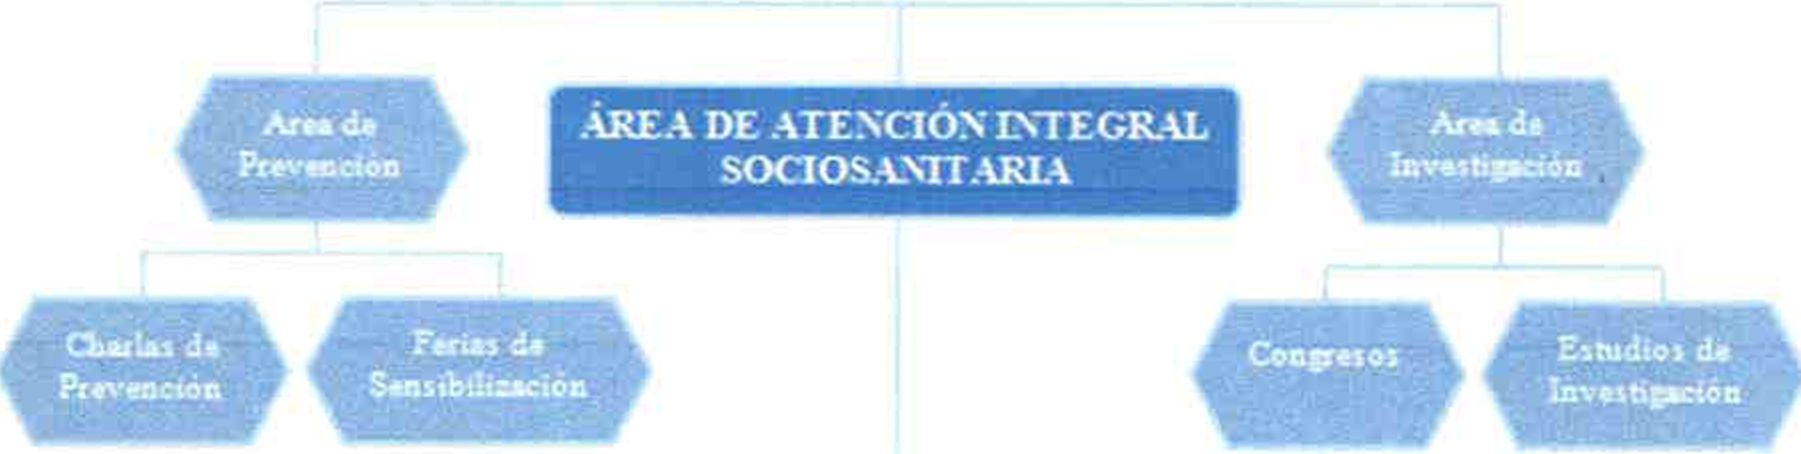 Area de
Prevención
ÁREA DE ATENCIÓN INTEGRAL
SOCIOSANITARIA
Area de
Investigación
Charlas de
Prevención
Ferias de
Sensibilización
Congresos
Estudios de
Investigación